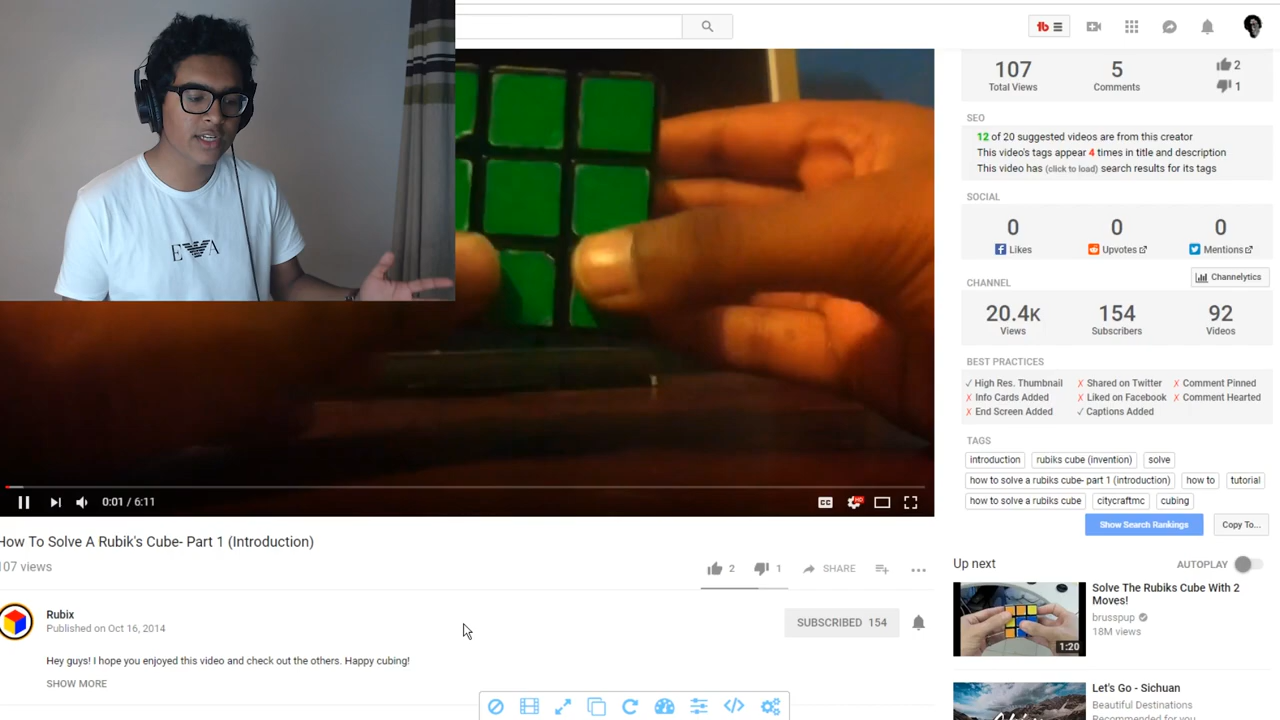 107
Total Views
5
Comments
2
1
SEO
12 of 20 suggested videos are from this creator
This video's tags appear 4 times in title and description
This video has (click to load) search results for its tags
SOCIAL
0
Likes
0
Upvotes
0
Mentions
CHANNEL
Channelytics
20.4K
Views
154
Subscribers
92
Videos
BEST PRACTICES
High Res. Thumbnail
Shared on Twitter
Comment Pinned
Info Cards Added
Liked on Facebook
Comment Hearted
End Screen Added
Captions Added
TAGS
introduction
rubiks cube (invention)
solve
how to solve a rubiks cube- part 1 (introduction)
how to
tutorial
how to solve a rubiks cube
citycraftmc
cubing
Show Search Rankings
Copy To...
E A
CC
HD
0:01 / 6:11
How To Solve A Rubik's Cube- Part 1 (Introduction)
107 views
2
1
SHARE
Rubix
Published on Oct 16, 2014
SUBSCRIBED 154
Hey guys! I hope you enjoyed this video and check out the others. Happy cubing!
SHOW MORE
Up next
AUTOPLAY
Solve The Rubiks Cube With 2
Moves!
brusspup
18M views
1:20
Let's Go - Sichuan
Beautiful Destinations
Recommended for you